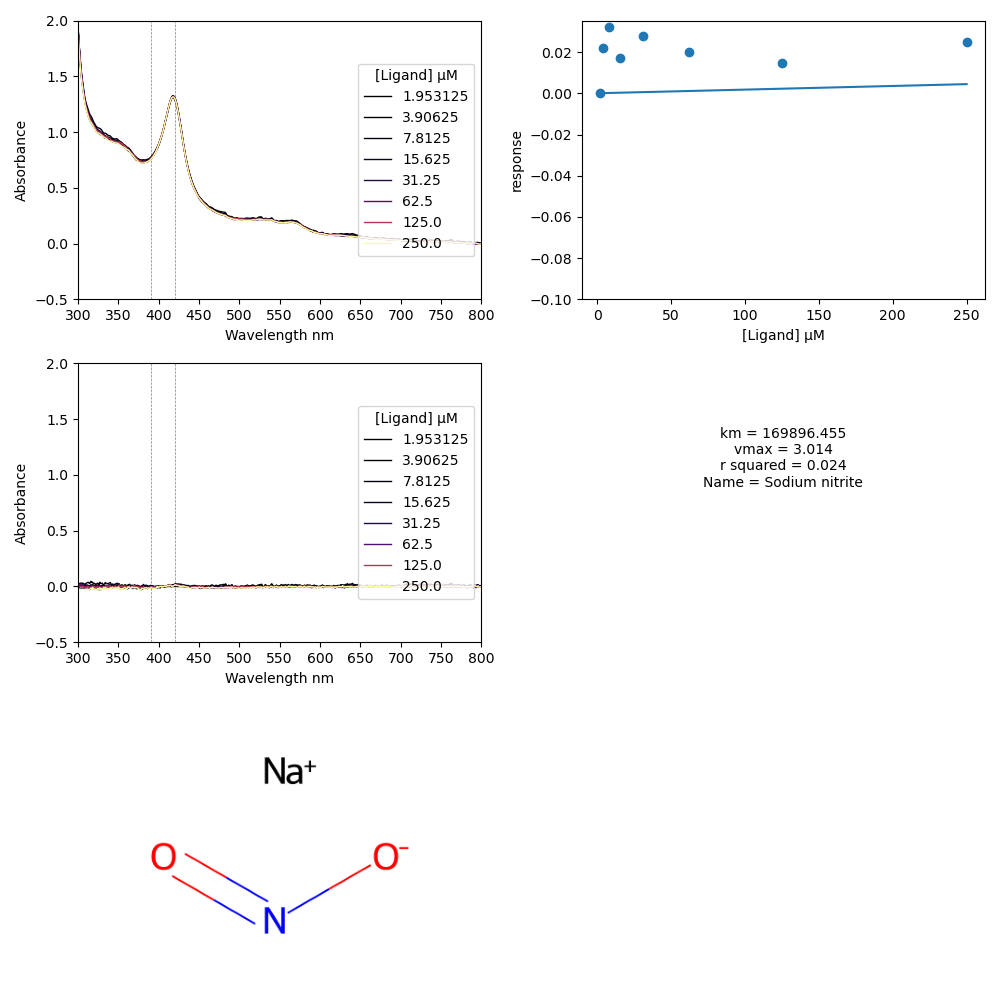 2.0
1.5
1.0
0.5
0.0
−0.5
Absorbance
300 350 400 450 500 550 600 650 700 750 800
Wavelength nm
[Ligand] µM
1.953125
3.90625
7.8125
15.625
31.25
62.5
125.0
250.0
0.02
0.00
−0.02
−0.04
−0.06
−0.08
−0.10
response
0 50 100 150 200 250
[Ligand] µM
2.0
1.5
1.0
0.5
0.0
−0.5
Absorbance
300 350 400 450 500 550 600 650 700 750 800
Wavelength nm
[Ligand] µM
1.953125
3.90625
7.8125
15.625
31.25
62.5
125.0
250.0
km = 169896.455
vmax = 3.014
r squared = 0.024
Name = Sodium nitrite
Na⁺
O O⁻
N